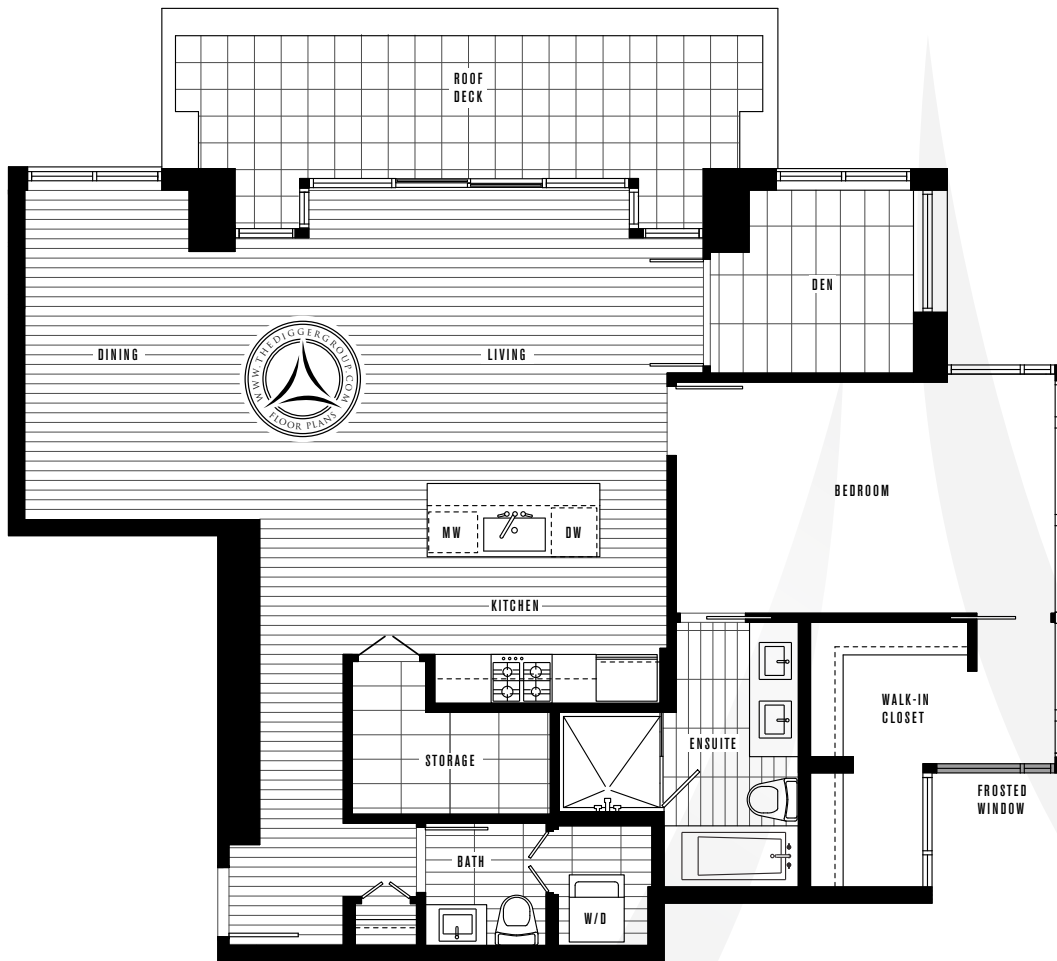 ROOF
DECK
DEN
DINING
LIVING
WWW.THEDIGGERGROUP.COM
FLOOR PLANS
BEDROOM
MW
DW
KITCHEN
WALK-IN
CLOSET
ENSUITE
STORAGE
FROSTED
WINDOW
BATH
W/D